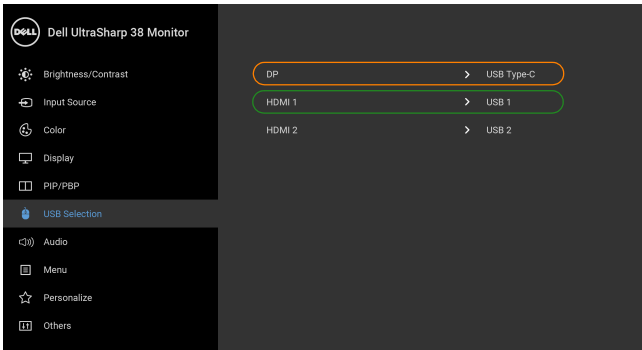 DELL Dell UltraSharp 38 Monitor
Brightness/Contrast
DP > USB Type-C
Input Source
HDMI 1 > USB 1
Color
HDMI 2 > USB 2
Display
PIP/PBP
USB Selection
Audio
Menu
Personalize
Others